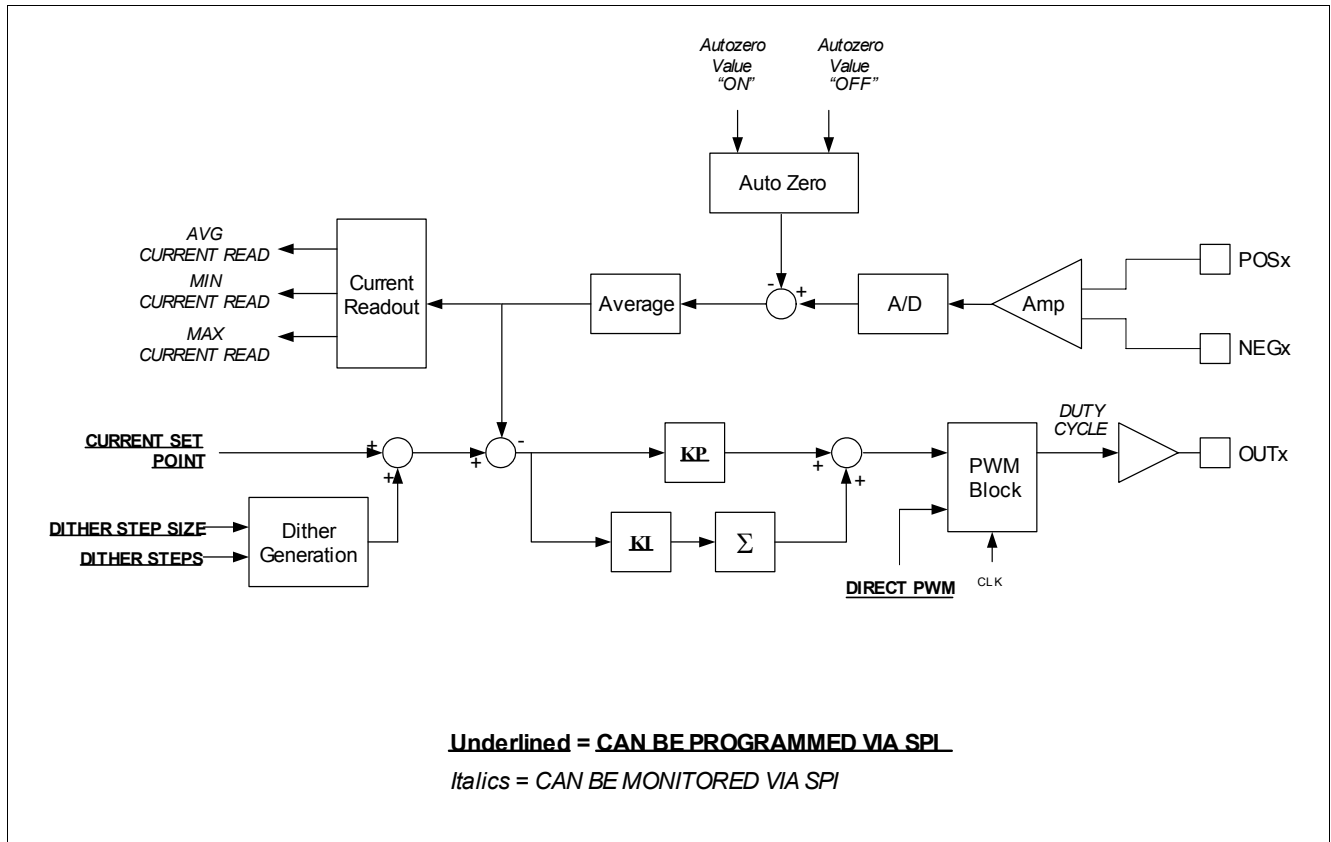 Autozero
Value
“ON”
Autozero
Value
“OFF”
Auto Zero
AVG
CURRENT READ
MIN
CURRENT READ
MAX
CURRENT READ
Current
Readout
Average
-
+
A/D
Amp
POSx
NEGx
CURRENT SET
POINT
+
+
-
+
KP
+
+
PWM
Block
DUTY
CYCLE
OUTx
DITHER STEP SIZE
DITHER STEPS
Dither
Generation
KI
Σ
DIRECT PWM
CLK
Underlined = CAN BE PROGRAMMED VIA SPI
Italics = CAN BE MONITORED VIA SPI